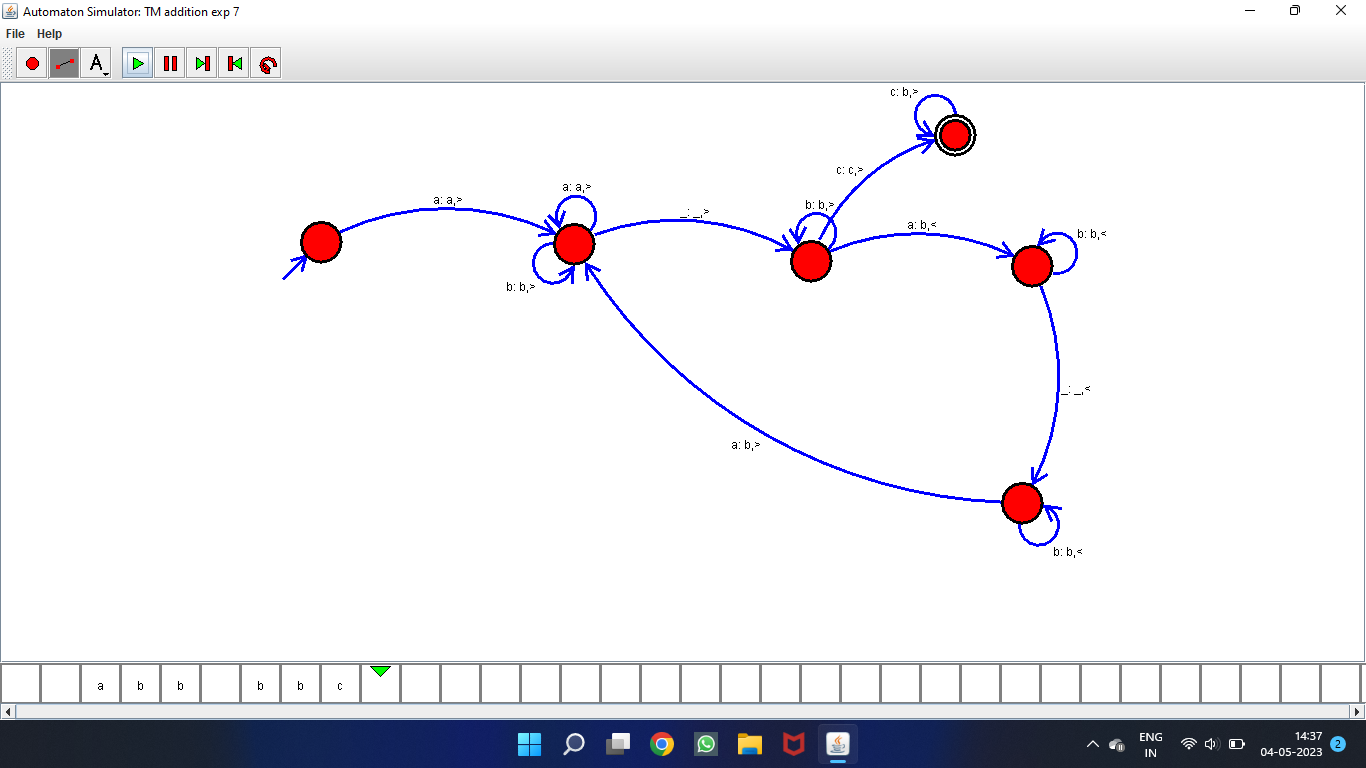 Automaton Simulator: TM addition exp 7
File Help
A
c: b,>
c: c,>
a: a,>
a: a,>
_: _,>
b: b,>
a: b,<
b: b,<
b: b,>
_: _,<
a: b,>
b: b,<
a b b b b c
ENG
IN
14:37
04-05-2023
2